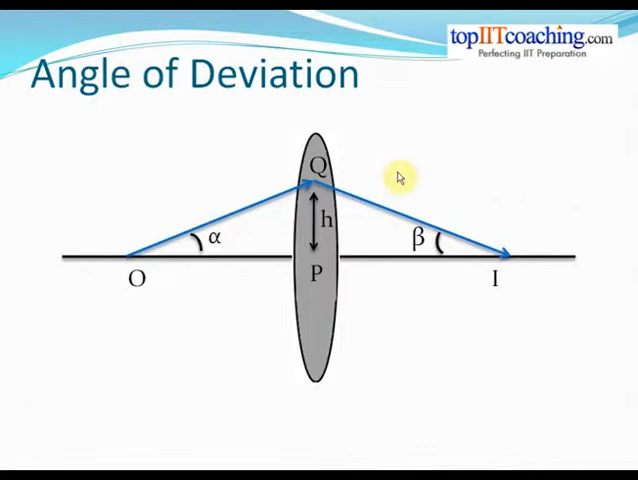 topIITcoaching.com
Perfecting IIT Preparation
Angle of Deviation
Q
h
α
β
P
O
I